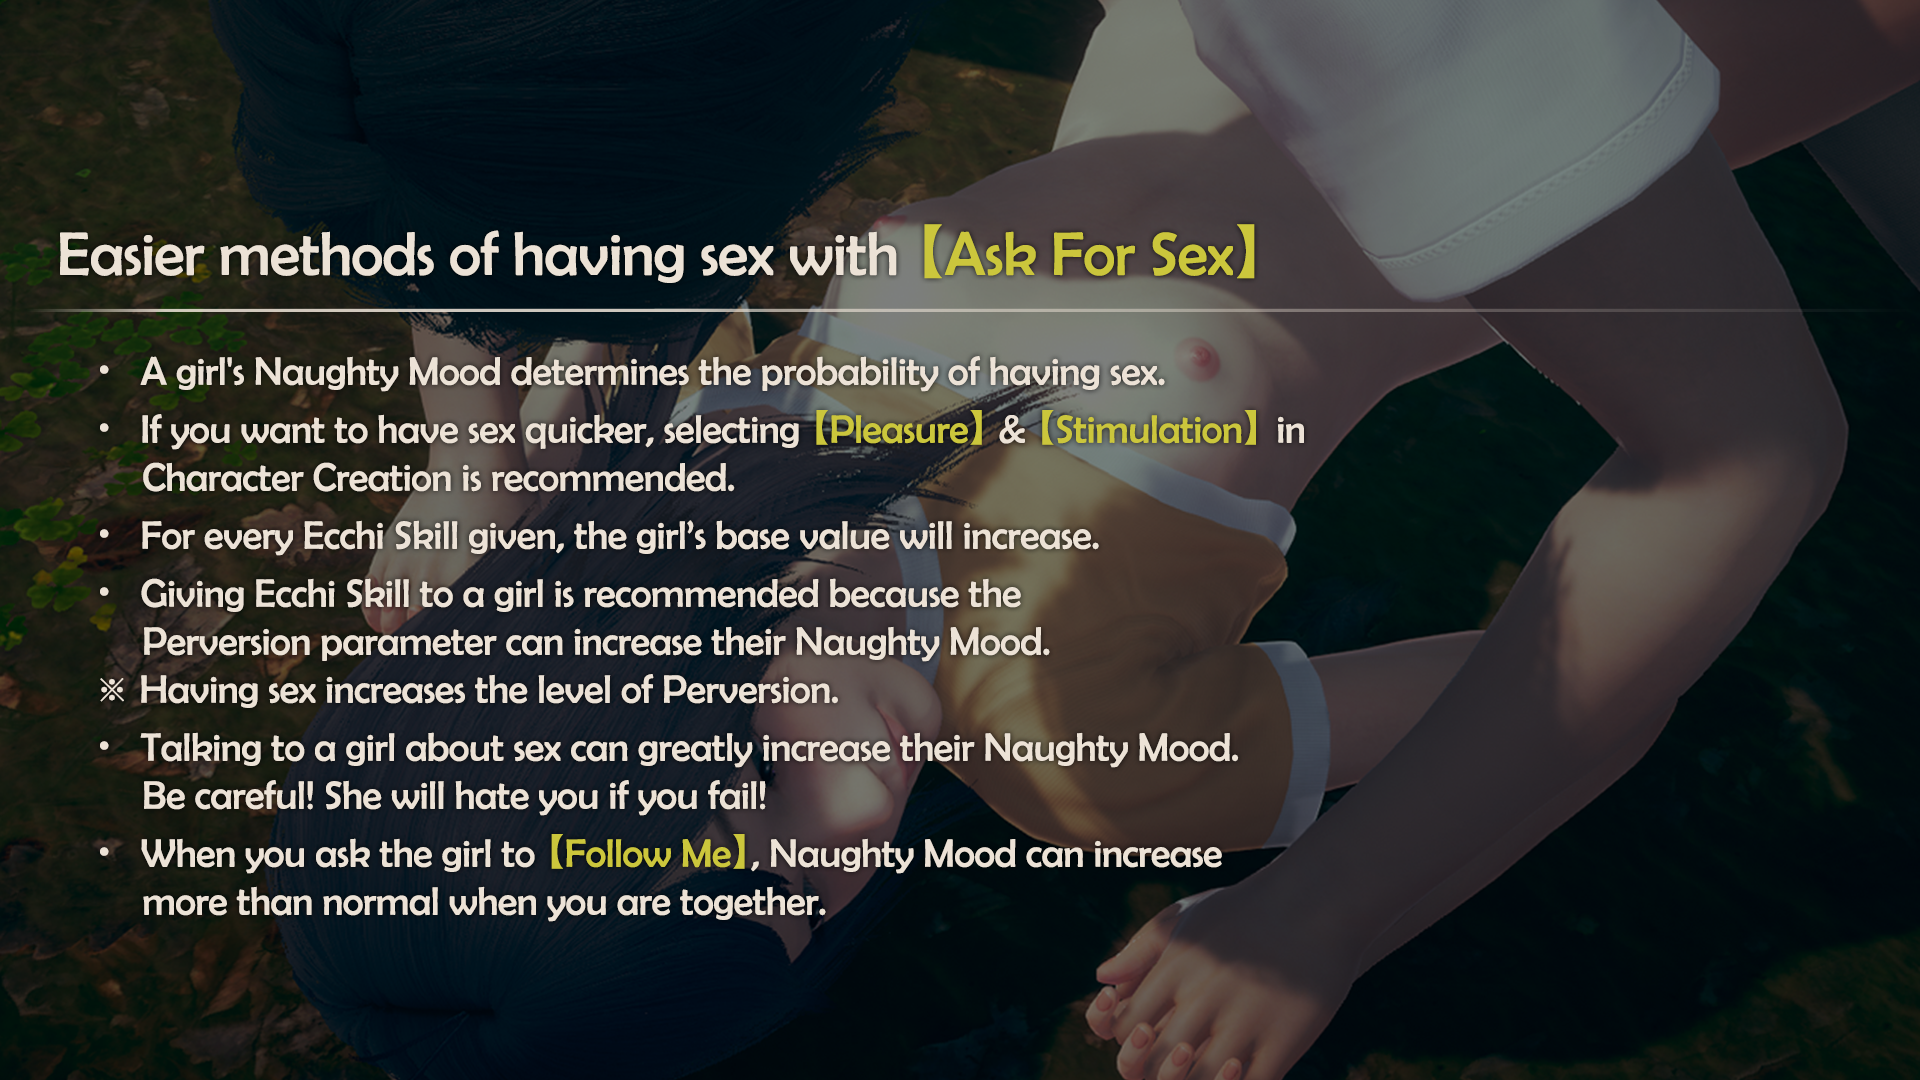 Easier methods of having sex with【Ask For Sex】
• A girl's Naughty Mood determines the probability of having sex.
• If you want to have sex quicker, selecting【Pleasure】&【Stimulation】in
Character Creation is recommended.
• For every Ecchi Skill given, the girl’s base value will increase.
• Giving Ecchi Skill to a girl is recommended because the
Perversion parameter can increase their Naughty Mood.
※ Having sex increases the level of Perversion.
• Talking to a girl about sex can greatly increase their Naughty Mood.
Be careful! She will hate you if you fail!
• When you ask the girl to【Follow Me】, Naughty Mood can increase
more than normal when you are together.